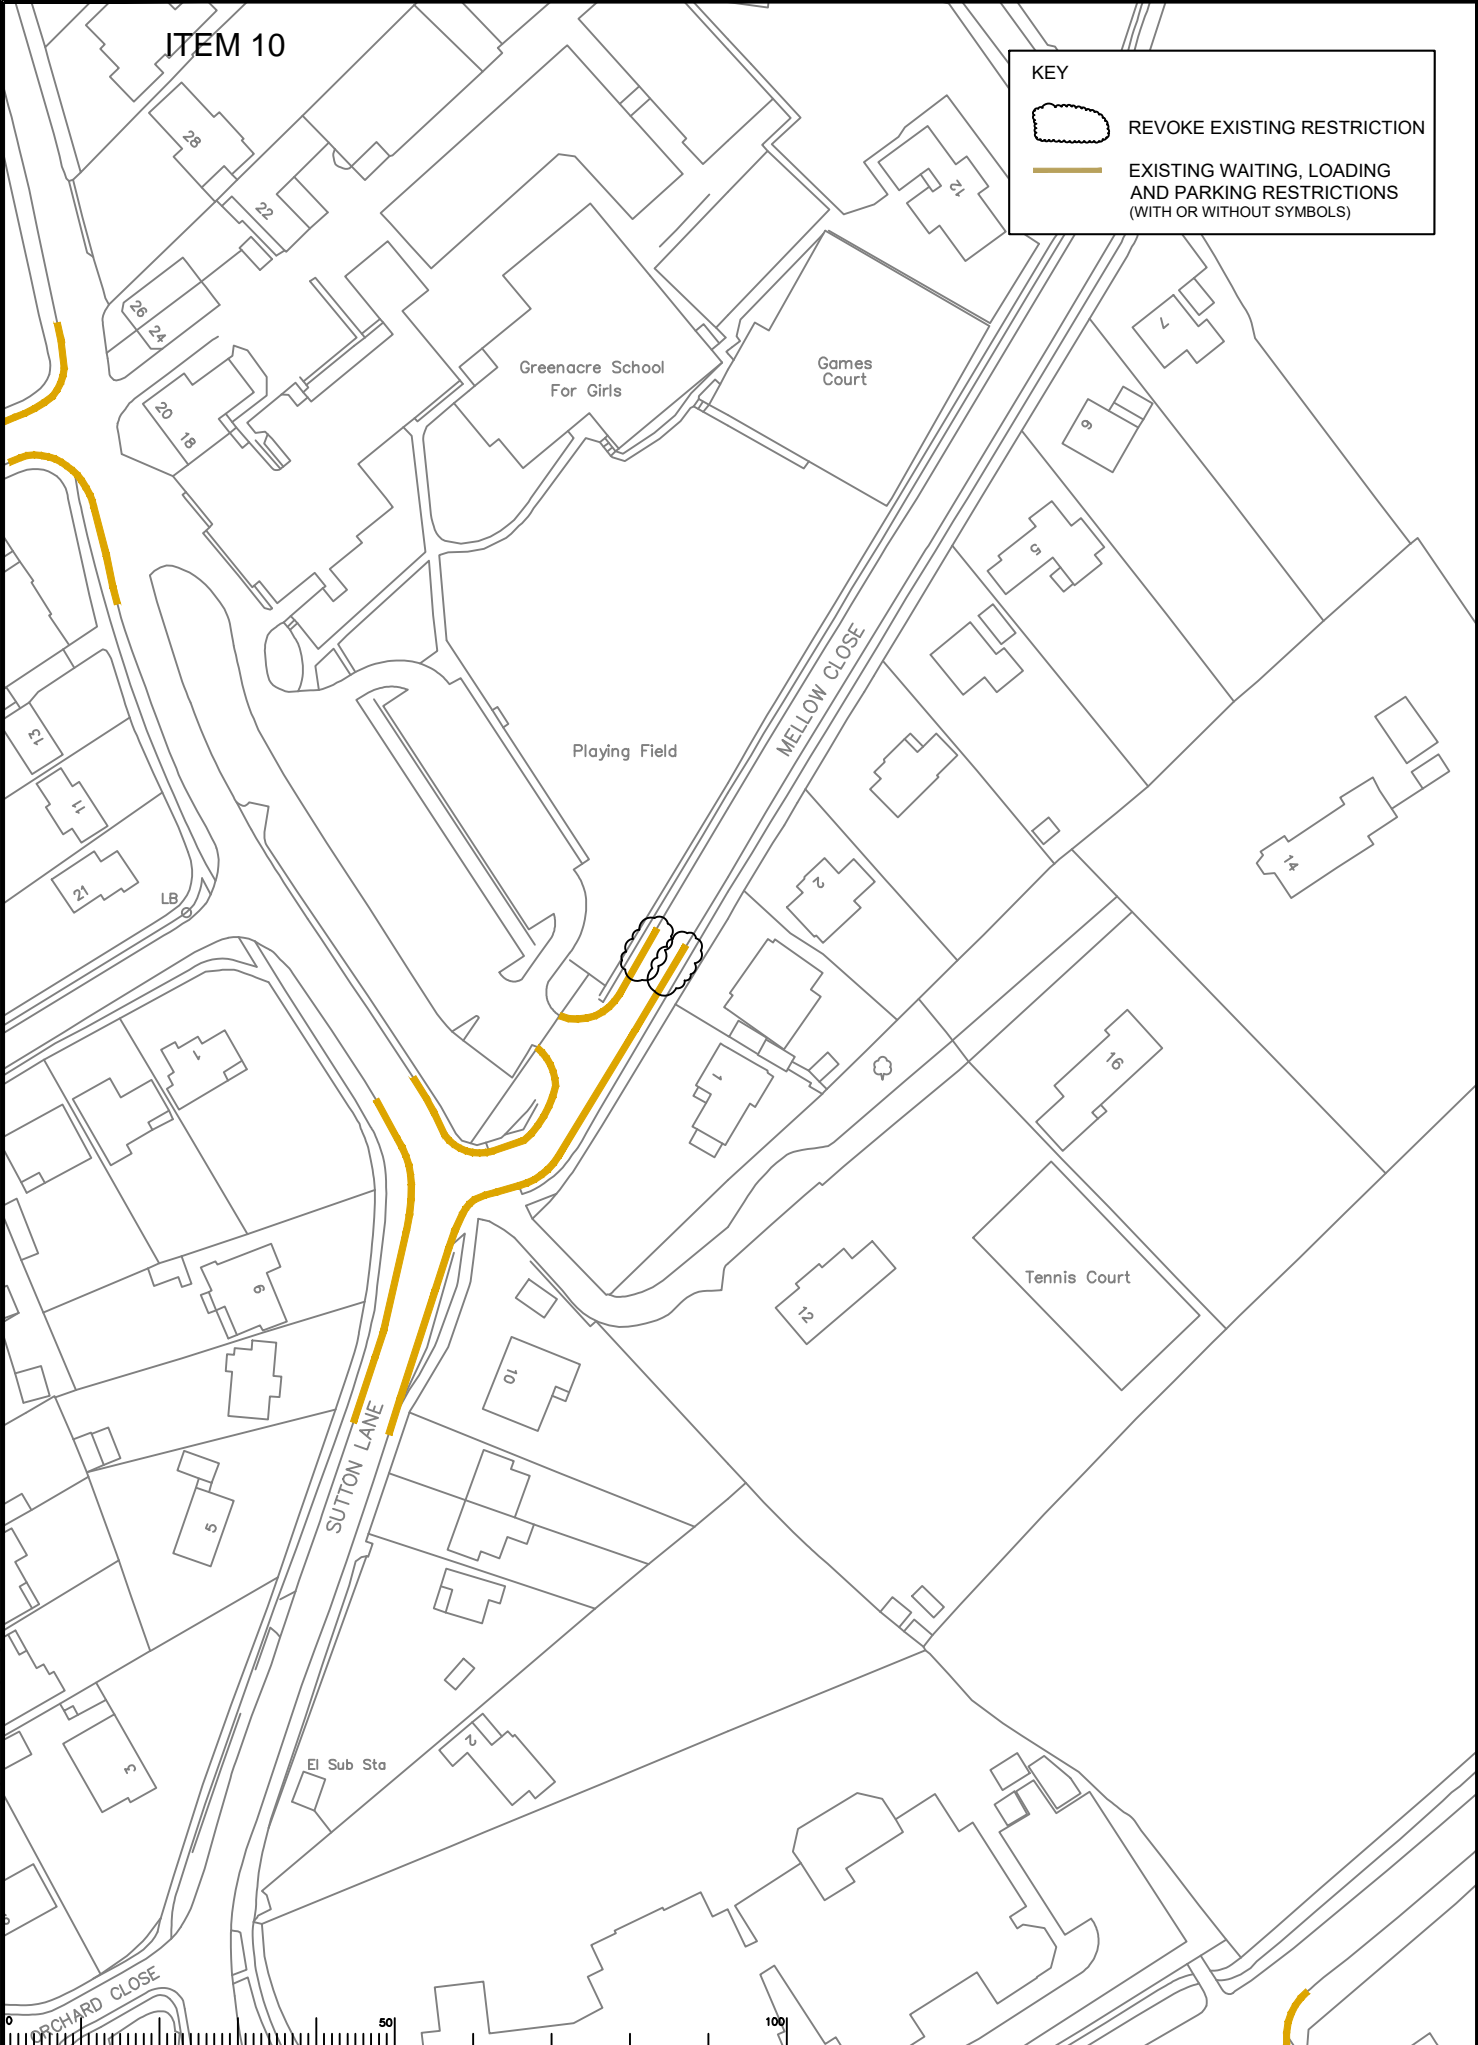 ITEM 10
KEY
REVOKE EXISTING RESTRICTION
EXISTING WAITING, LOADING
AND PARKING RESTRICTIONS
(WITH OR WITHOUT SYMBOLS)
28
12
22
26
24
7
Greenacre School
For Girls
Games
Court
20
18
6
5
MELLOW CLOSE
13
Playing Field
11
14
2
21
LB
1
1
16
Tennis Court
6
12
10
SUTTON LANE
5
2
El Sub Sta
3
ORCHARD CLOSE
0
50
100